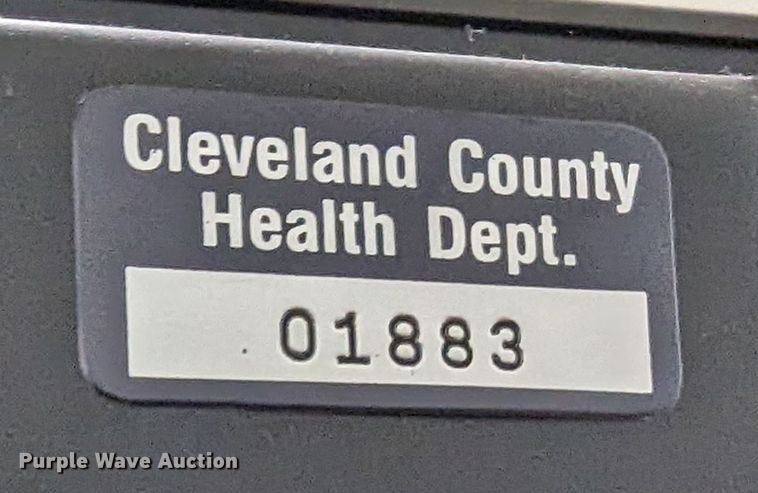 Cleveland County
Health Dept.
01883
Purple Wave Auction